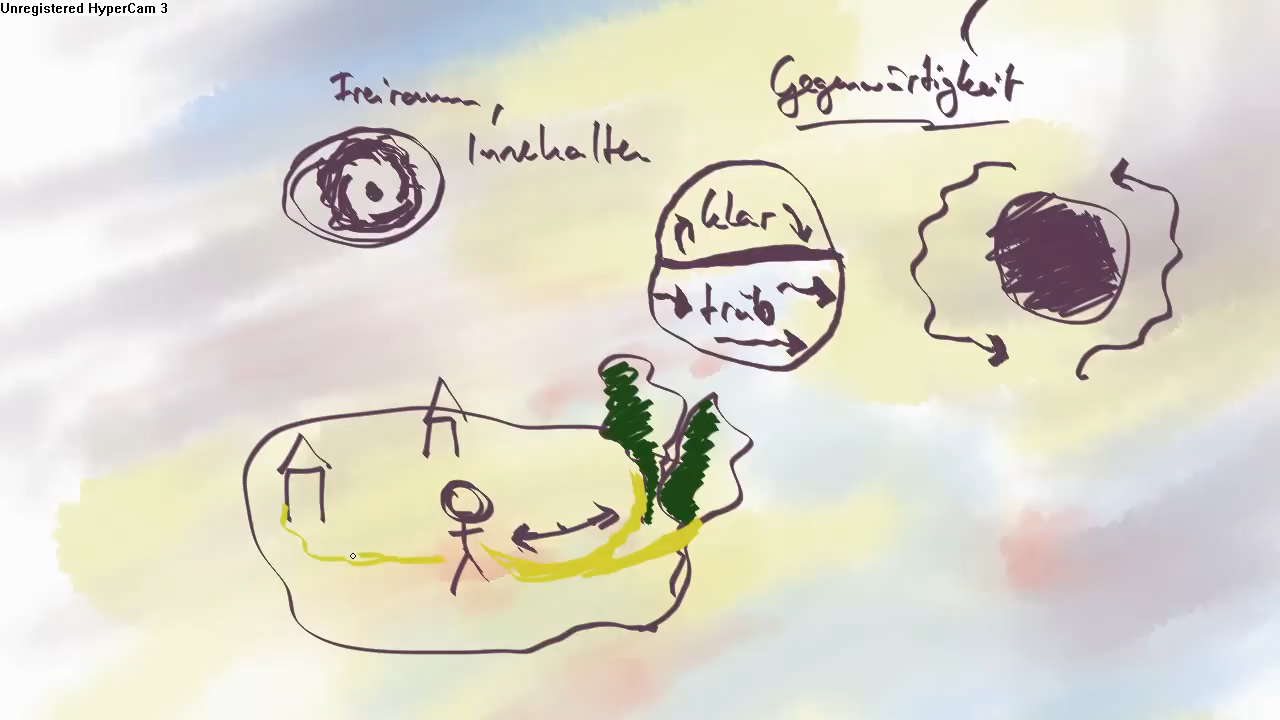 Unregistered HyperCam 3
Freiraum,
Innehalten
Gegenwärtigkeit
klar
trüb